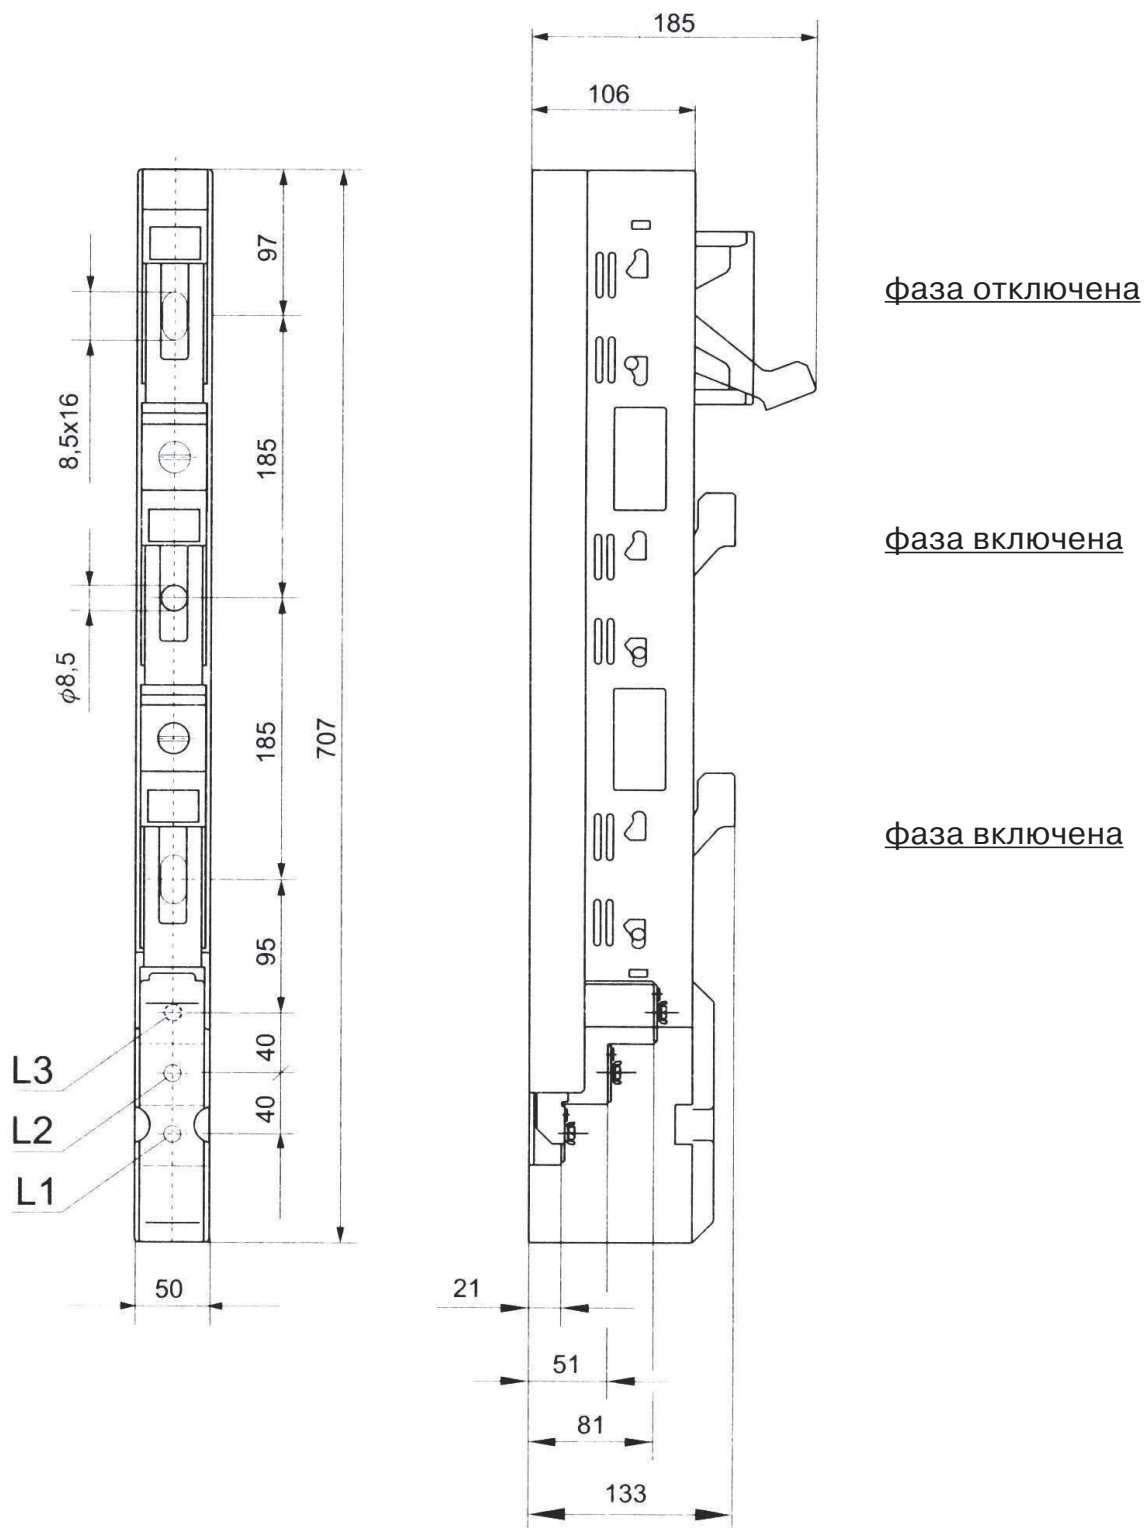 185
106
97
фаза отключена
8,5x16
185
фаза включена
ϕ8,5
185
707
фаза включена
95
40
L3
40
L2
L1
50
21
51
81
133